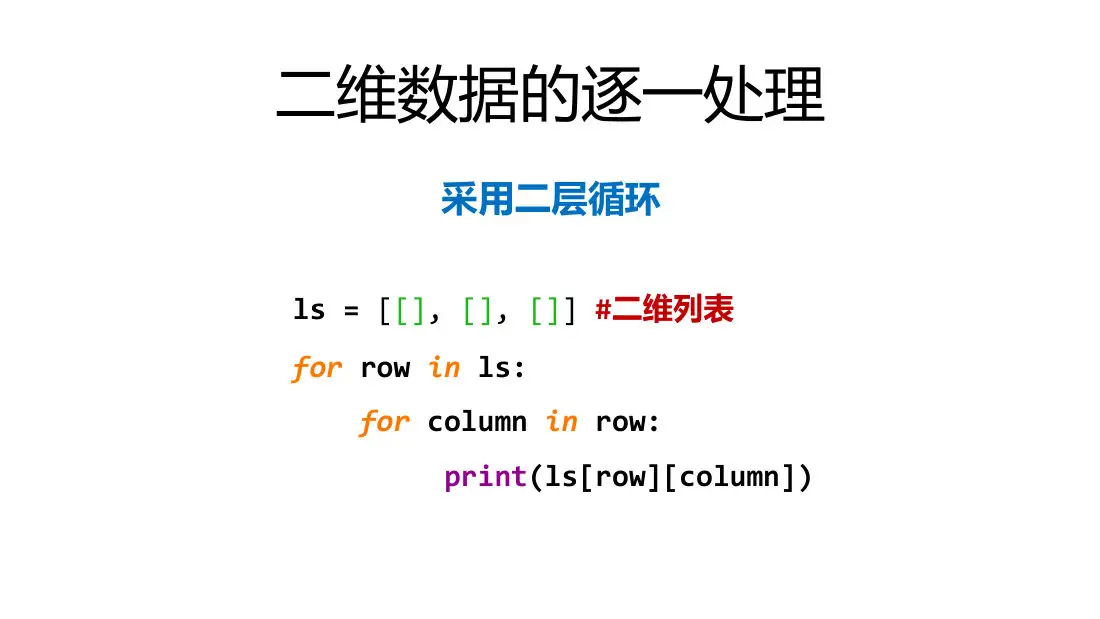 二维数据的逐一处理
采用二层循环
ls = [[], [], []] #二维列表
for row in ls:
    for column in row:
         print(ls[row][column])